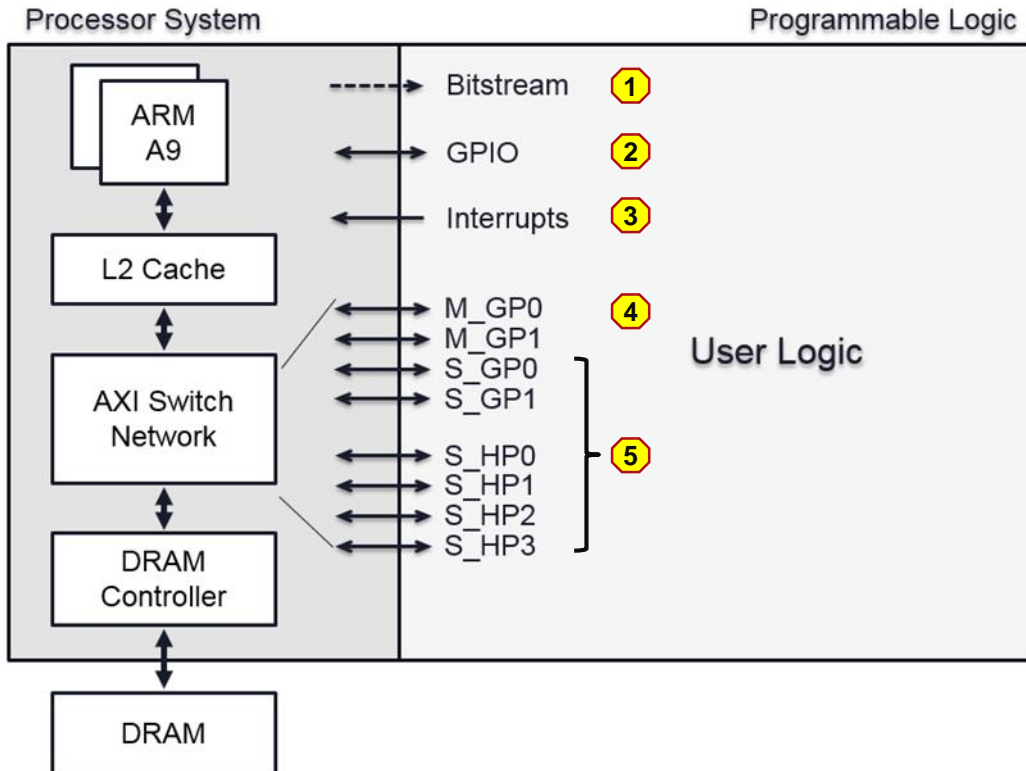 Processor System
Programmable Logic
ARM
A9
L2 Cache
AXI Switch
Network
DRAM
Controller
DRAM
Bitstream 1
GPIO 2
Interrupts 3
M_GP0 4
M_GP1
S_GP0
S_GP1
S_HP0 5
S_HP1
S_HP2
S_HP3
User Logic